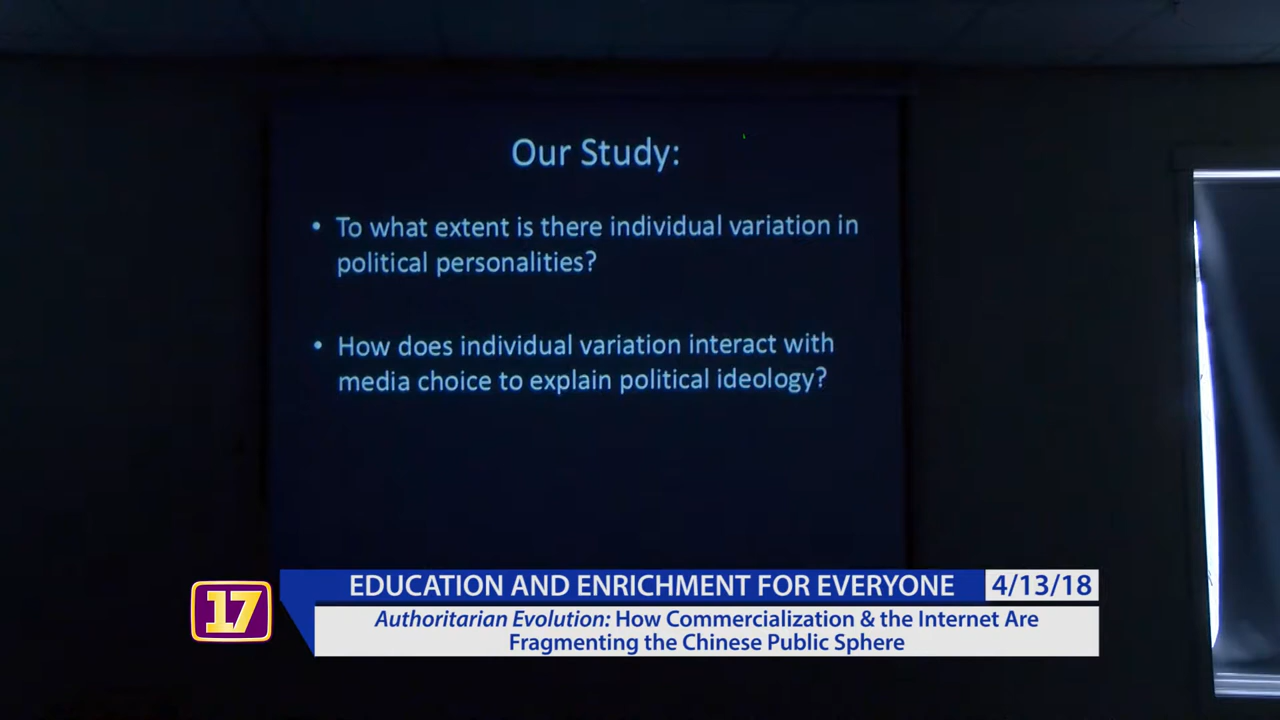 Our Study:
• To what extent is there individual variation in
political personalities?
• How does individual variation interact with
media choice to explain political ideology?
17
EDUCATION AND ENRICHMENT FOR EVERYONE
4/13/18
Authoritarian Evolution: How Commercialization & the Internet Are
Fragmenting the Chinese Public Sphere